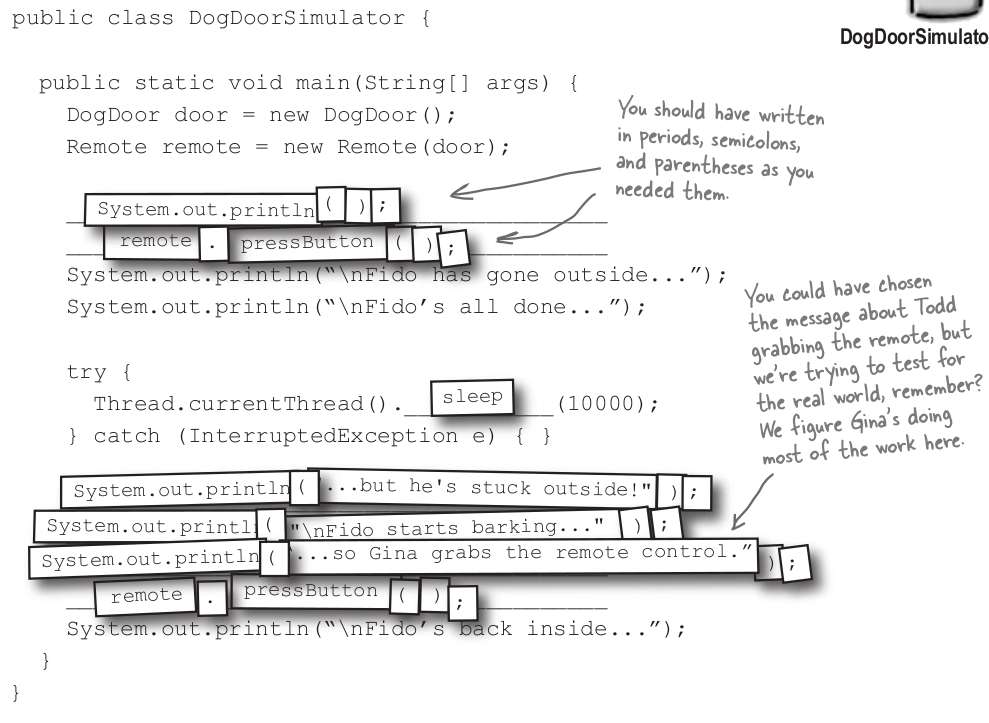 public class DogDoorSimulator {
DogDoorSimulato
public static void main(String[] args) {
DogDoor door = new DogDoor();
Remote remote = new Remote(door);
You should have written
in periods, semicolons,
and parentheses as you
needed them.
System.out.println ( ) ;
remote . pressButton ( ) ;
System.out.println(“\nFido has gone outside...”);
System.out.println(“\nFido’s all done...”);
You could have chosen
the message about Todd
grabbing the remote, but
we’re trying to test for
the real world, remember?
We figure Gina’s doing
most of the work here.
try {
Thread.currentThread().__ sleep ___(10000);
} catch (InterruptedException e) { }
System.out.println ( "...but he's stuck outside!" ) ;
System.out.printl ( "\nFido starts barking..." ) ;
System.out.println ( “...so Gina grabs the remote control.” ) ;
remote . pressButton ( ) ;
System.out.println(“\nFido’s back inside...”);
}
}